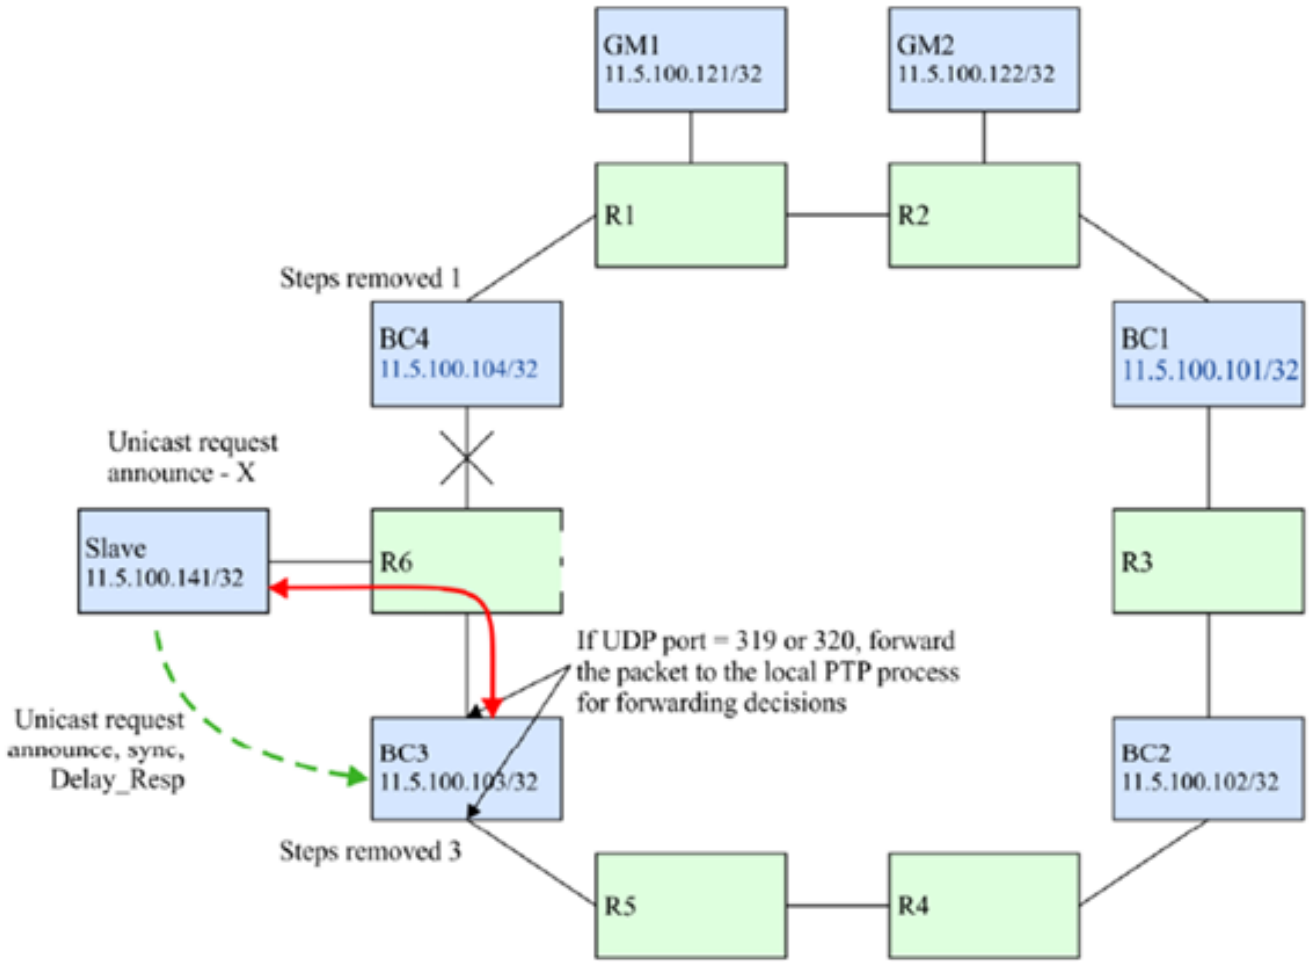 GM1
11.5.100.121/32
GM2
11.5.100.122/32
R1
R2
Steps removed 1
BC4
11.5.100.104/32
BC1
11.5.100.101/32
Unicast request
announce - X
Slave
11.5.100.141/32
R6
R3
If UDP port = 319 or 320, forward
the packet to the local PTP process
for forwarding decisions
Unicast request
announce, sync,
Delay_Resp
BC3
11.5.100.103/32
BC2
11.5.100.102/32
Steps removed 3
R5
R4